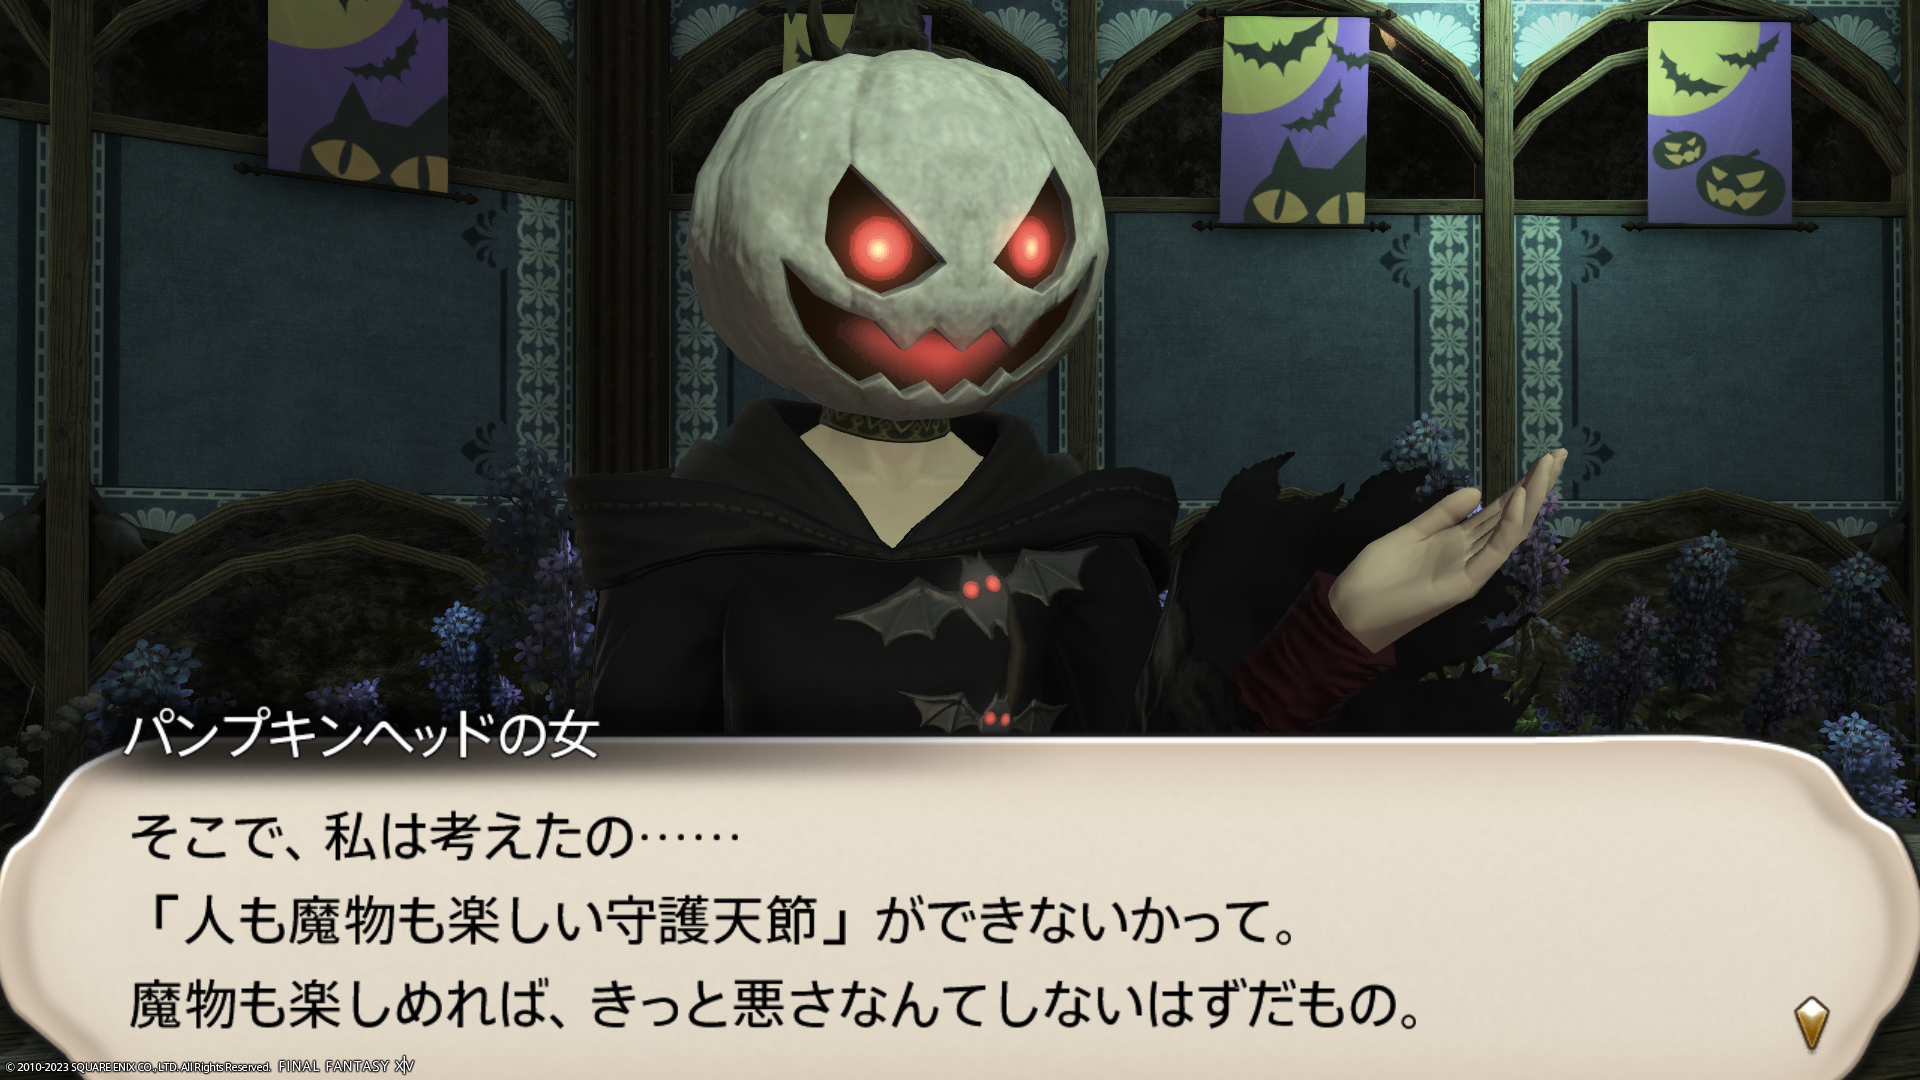 パンプキンヘッドの女
そこで、私は考えたの……
「人も魔物も楽しい守護天節」ができないかって。
魔物も楽しめれば、きっと悪さなんてしないはずだもの。
© 2010-2023 SQUARE ENIX CO., LTD. All Rights Reserved. FINAL FANTASY XIV